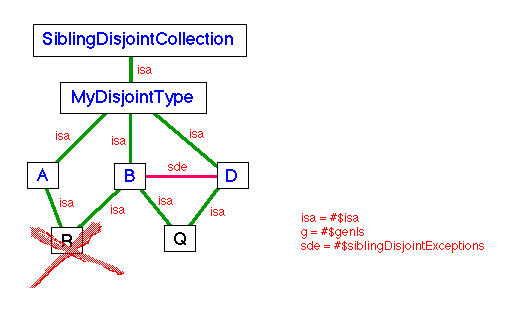 SiblingDisjointCollection
isa
MyDisjointType
isa
isa
isa
A
B
sde
D
isa
isa
isa
isa
Q
isa = #$isa
g = #$genls
sde = #$siblingDisjointExceptions